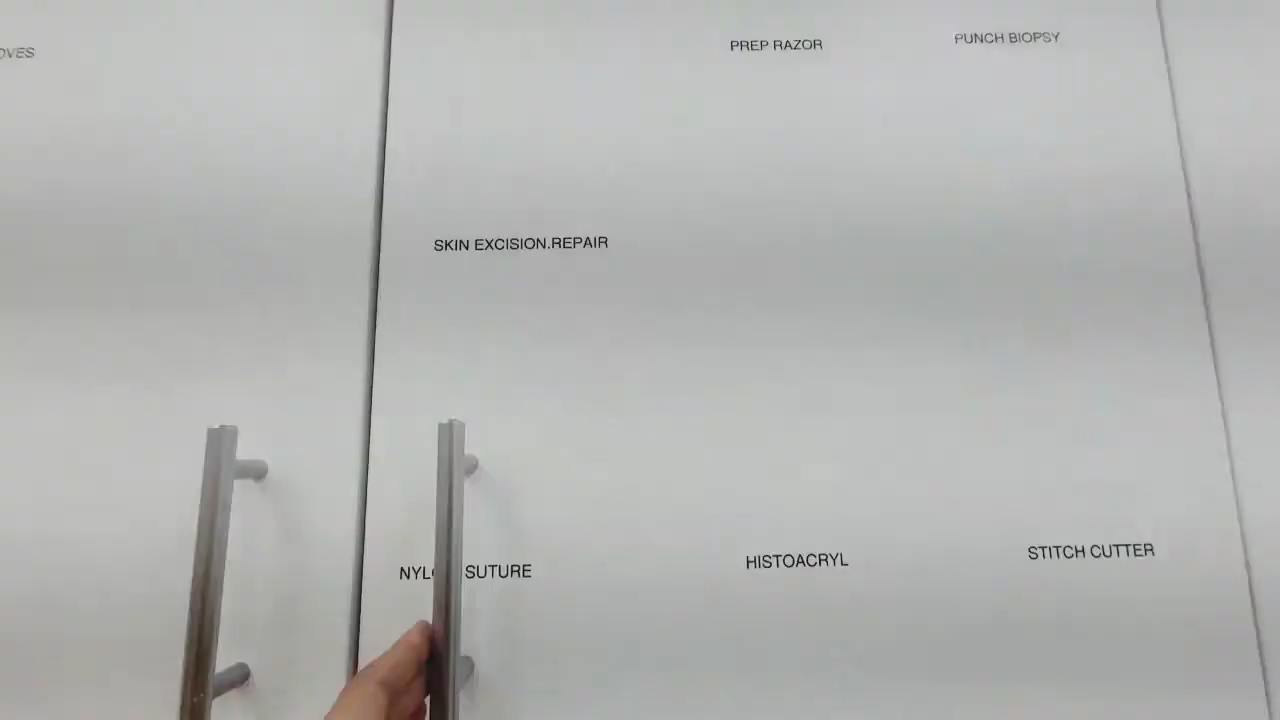 PREP RAZOR
PUNCH BIOPSY
SKIN EXCISION.REPAIR
SUTURE
HISTOACRYL
STITCH CUTTER